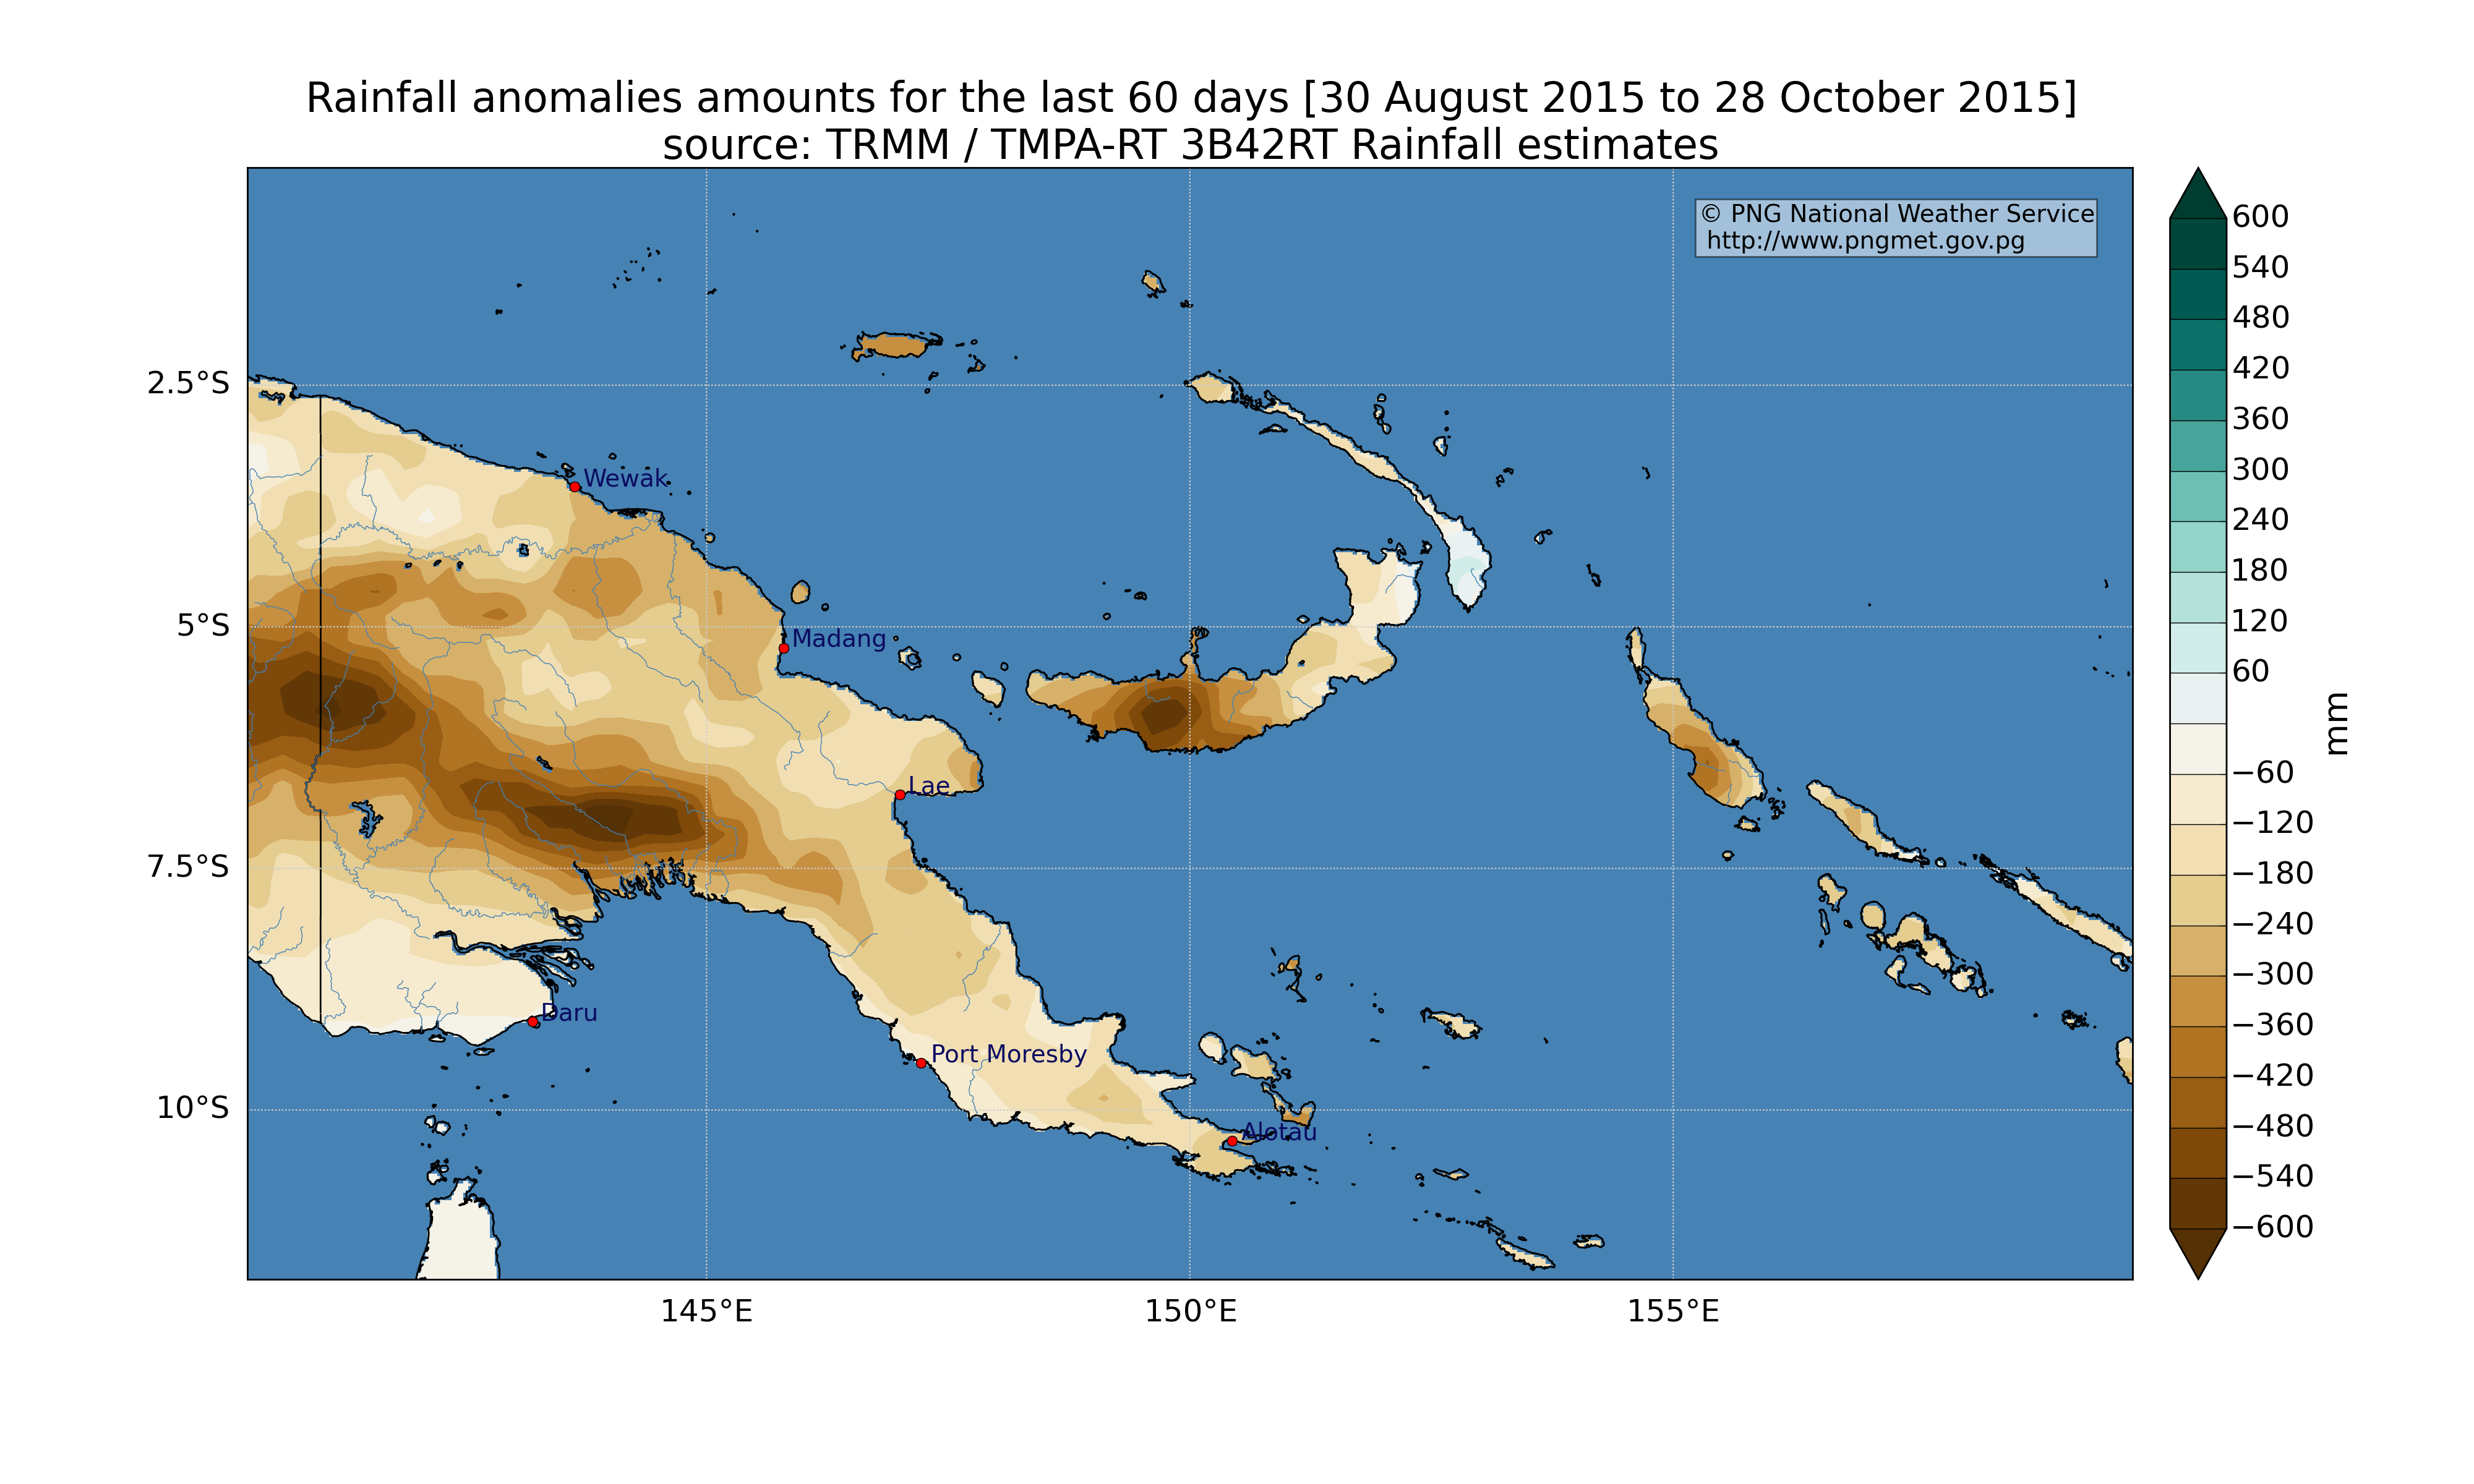 Rainfall anomalies amounts for the last 60 days [30 August 2015 to 28 October 2015]
source: TRMM / TMPA-RT 3B42RT Rainfall estimates
© PNG National Weather Service
http://www.pngmet.gov.pg
2.5°S
5°S
7.5°S
10°S
Wewak
Madang
Lae
Daru
Port Moresby
Alotau
145°E
150°E
155°E
600
540
480
420
360
300
240
180
120
60
−60
−120
−180
−240
−300
−360
−420
−480
−540
−600
mm